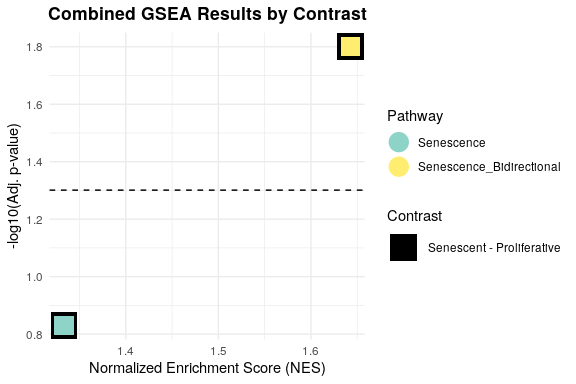 Combined GSEA Results by Contrast
1.8
1.6
1.4
1.2
1.0
0.8
-log10(Adj. p-value)
1.4
1.5
1.6
Normalized Enrichment Score (NES)
Pathway
Senescence
Senescence_Bidirectional
Contrast
Senescent - Proliferative